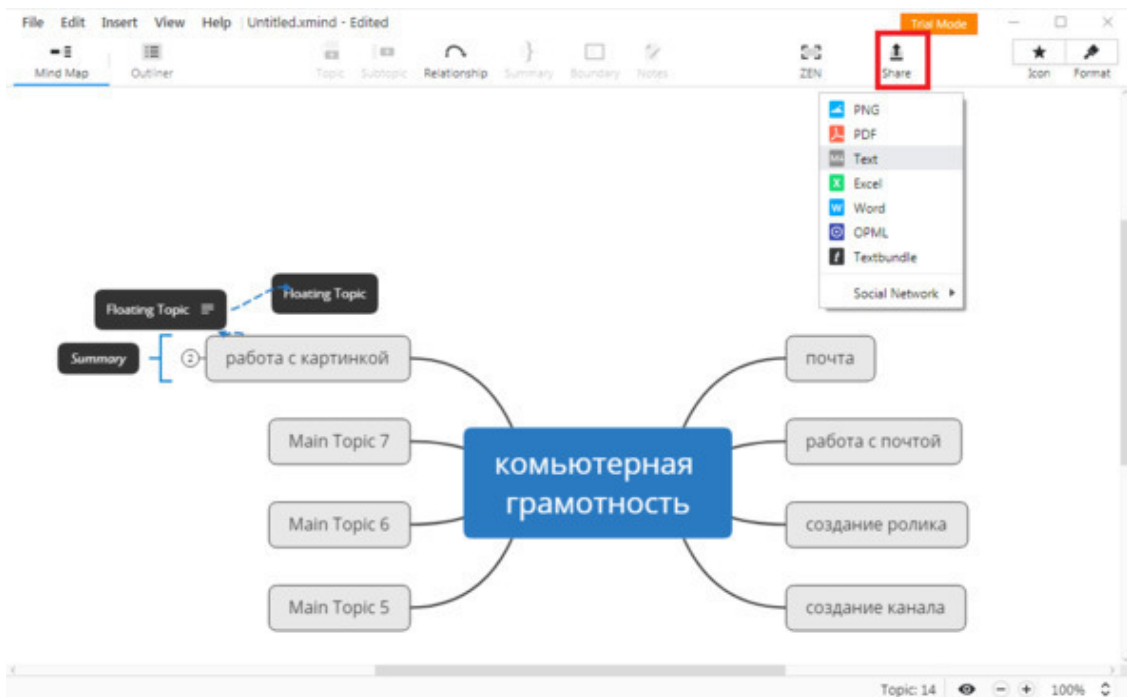 File Edit Insert View Help Untitled.xmind - Edited Trial Mode
Mind Map Outliner Topic Subtopic Relationship Summary Boundary Notes ZEN Share Icon Format
PNG
PDF
Text
Excel
Word
OPML
Textbundle
Social Network
Floating Topic
Floating Topic
Summary
2
работа с картинкой
почта
Main Topic 7
работа с почтой
комьютерная
грамотность
Main Topic 6
создание ролика
Main Topic 5
создание канала
Topic: 14 100%